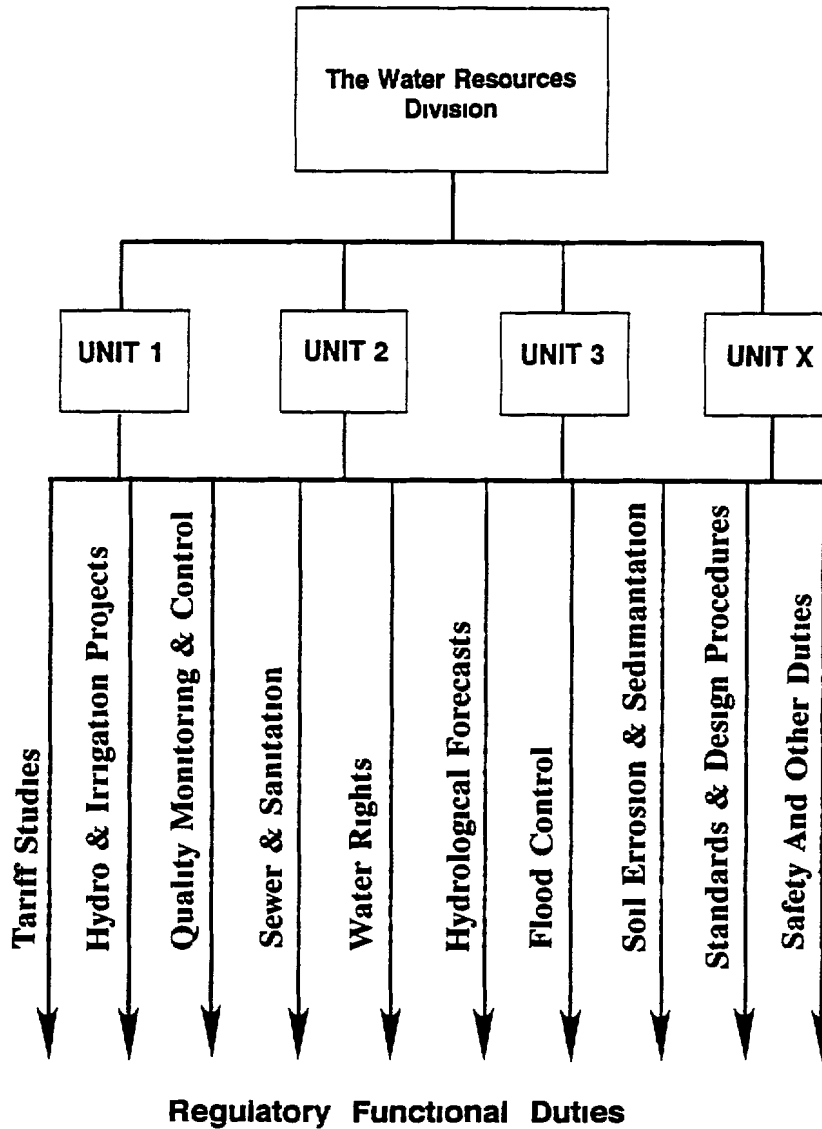 The Water Resources
Division
UNIT 1
UNIT 2
UNIT 3
UNIT X
Tariff Studies
Hydro & Irrigation Projects
Quality Monitoring & Control
Sewer & Sanitation
Water Rights
Hydrological Forecasts
Flood Control
Soil Errosion & Sedimantation
Standards & Design Procedures
Safety And Other Duties
Regulatory Functional Duties